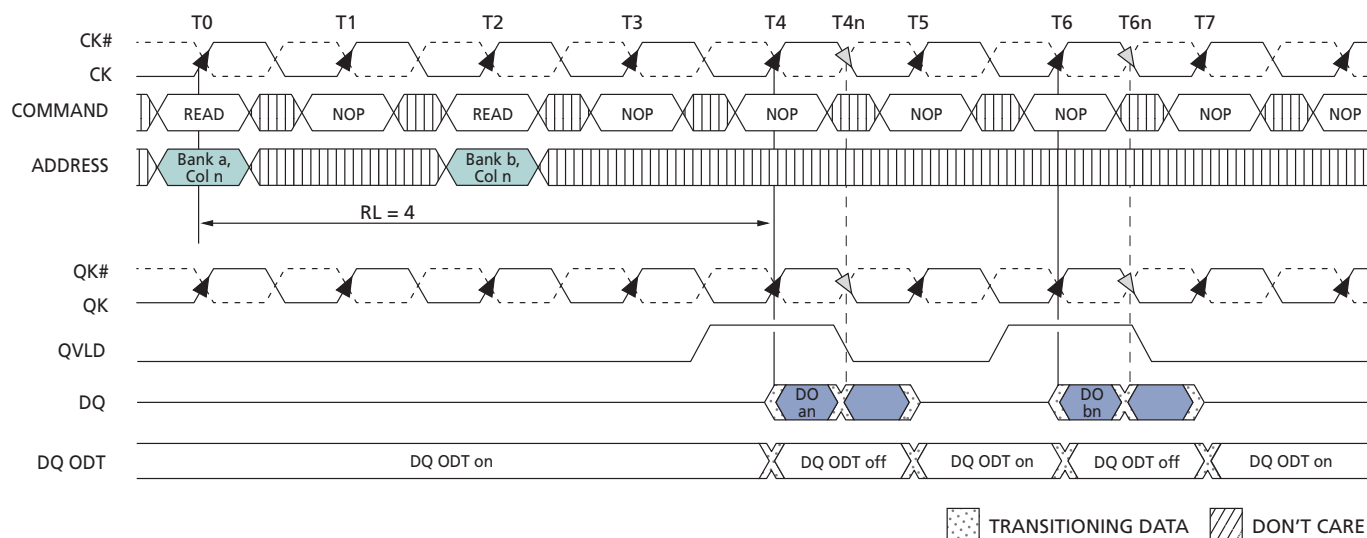 T0 T1 T2 T3 T4 T4n T5 T6 T6n T7
CK#
CK
COMMAND READ NOP READ NOP NOP NOP NOP NOP NOP
ADDRESS Bank a, Col n Bank b, Col n
RL = 4
QK#
QK
QVLD
DQ DO an DO bn
DQ ODT DQ ODT on DQ ODT off DQ ODT on DQ ODT off DQ ODT on
TRANSITIONING DATA DON'T CARE